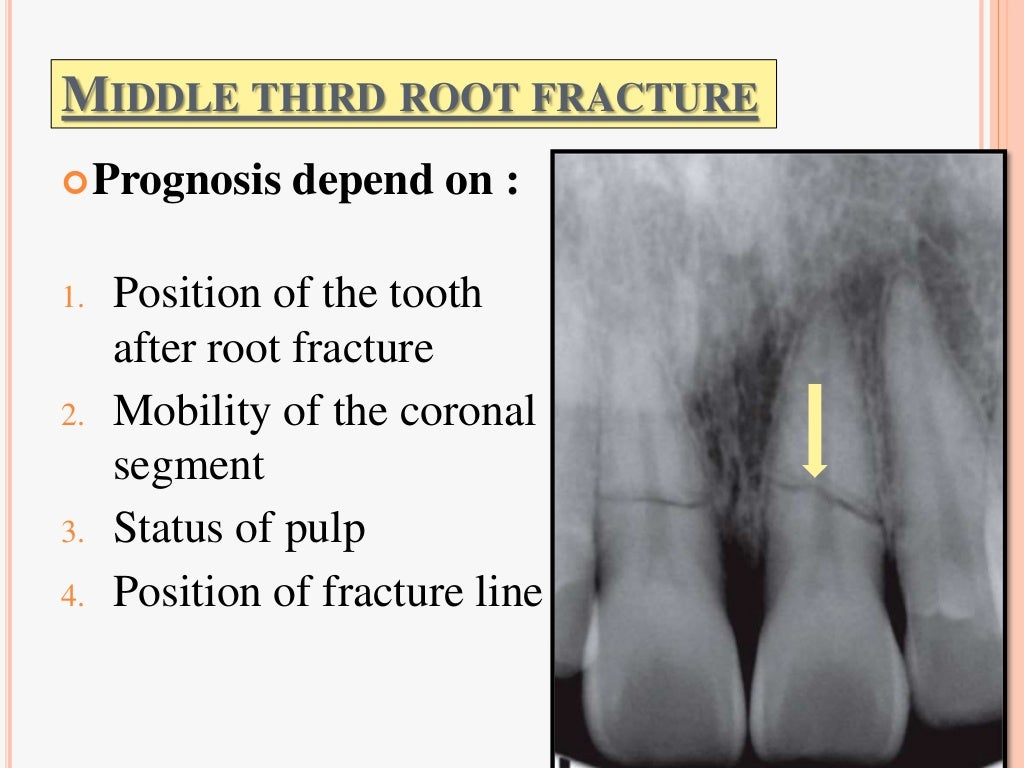 MIDDLE THIRD ROOT FRACTURE
Prognosis depend on :
1. Position of the tooth
after root fracture
2. Mobility of the coronal
segment
3. Status of pulp
4. Position of fracture line